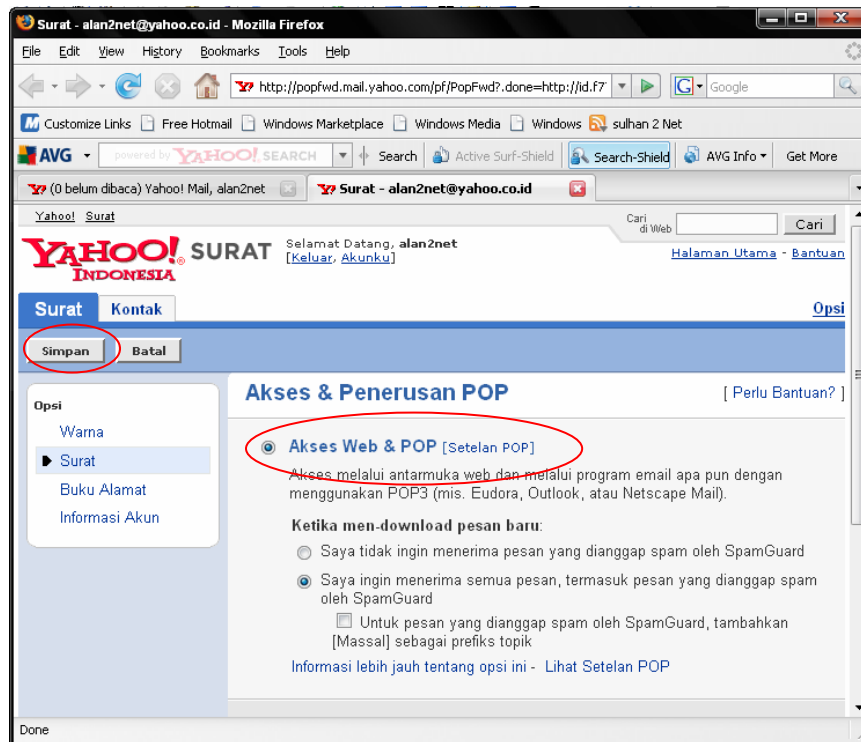 Surat - alan2net@yahoo.co.id - Mozilla Firefox
File Edit View History Bookmarks Tools Help
http://popfwd.mail.yahoo.com/pf/PopFwd?.done=http://id.f7 G Google
Customize Links Free Hotmail Windows Marketplace Windows Media Windows sulhan 2 Net
AVG powered by YAHOO! SEARCH Search Active Surf-Shield Search-Shield AVG Info Get More
(0 belum dibaca) Yahoo! Mail, alan2net Surat - alan2net@yahoo.co.id
Yahoo! Surat
Cari di Web Cari
YAHOO! INDONESIA SURAT
Selamat Datang, alan2net
[Keluar, Akunku]
Halaman Utama - Bantuan
Surat Kontak Opsi
Simpan Batal
Opsi
Warna
Surat
Buku Alamat
Informasi Akun
Akses & Penerusan POP [ Perlu Bantuan? ]
Akses Web & POP [Setelan POP]
Akses melalui antarmuka web dan melalui program email apa pun dengan
menggunakan POP3 (mis. Eudora, Outlook, atau Netscape Mail).
Ketika men-download pesan baru:
Saya tidak ingin menerima pesan yang dianggap spam oleh SpamGuard
Saya ingin menerima semua pesan, termasuk pesan yang dianggap spam
oleh SpamGuard
Untuk pesan yang dianggap spam oleh SpamGuard, tambahkan
[Massal] sebagai prefiks topik
Informasi lebih jauh tentang opsi ini - Lihat Setelan POP
Done